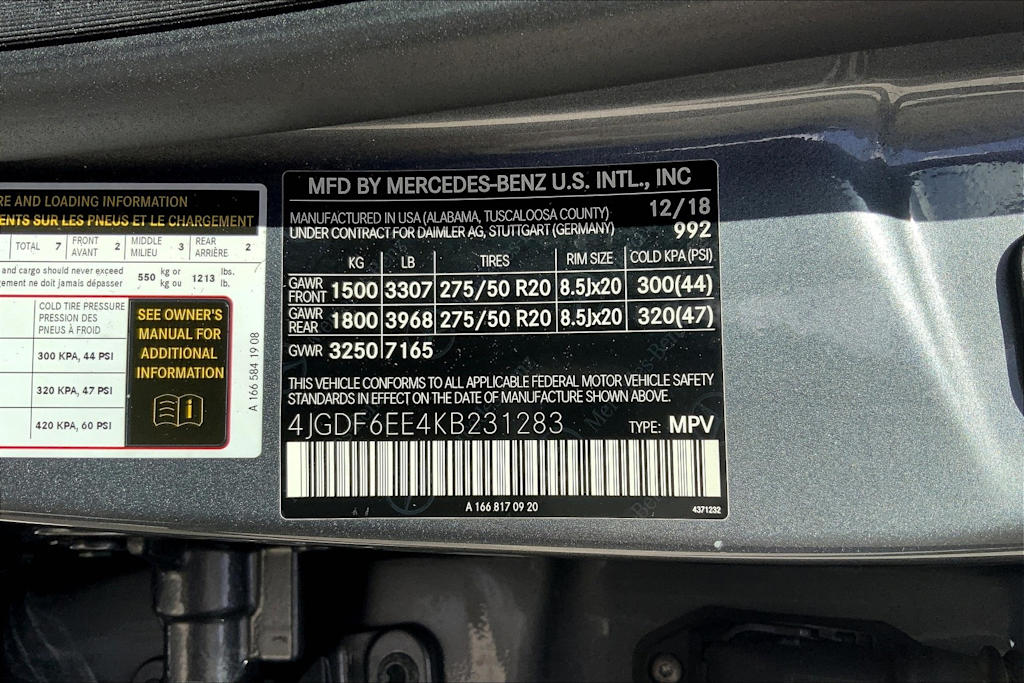 RE AND LOADING INFORMATION
ENTS SUR LES PNEUS ET LE CHARGEMENT
TOTAL 7 FRONT AVANT 2 MIDDLE MILIEU 3 REAR ARRIÈRE 2
and cargo should never exceed 550 kg or 1213 lbs.
gement ne doit jamais dépasser kg ou lb.
COLD TIRE PRESSURE
PRESSION DES
PNEUS À FROID
300 KPA, 44 PSI
320 KPA, 47 PSI
420 KPA, 60 PSI
SEE OWNER'S
MANUAL FOR
ADDITIONAL
INFORMATION
A 166 584 19 08
MFD BY MERCEDES-BENZ U.S. INTL., INC
MANUFACTURED IN USA (ALABAMA, TUSCALOOSA COUNTY) 12/18
UNDER CONTRACT FOR DAIMLER AG, STUTTGART (GERMANY) 992
KG LB TIRES RIM SIZE COLD KPA (PSI)
GAWR FRONT 1500 3307 275/50 R20 8.5Jx20 300(44)
GAWR REAR 1800 3968 275/50 R20 8.5Jx20 320(47)
GVWR 3250 7165
THIS VEHICLE CONFORMS TO ALL APPLICABLE FEDERAL MOTOR VEHICLE SAFETY
STANDARDS IN EFFECT ON THE DATE OF MANUFACTURE SHOWN ABOVE.
4JGDF6EE4KB231283 TYPE: MPV
A 166 817 09 20
4371232